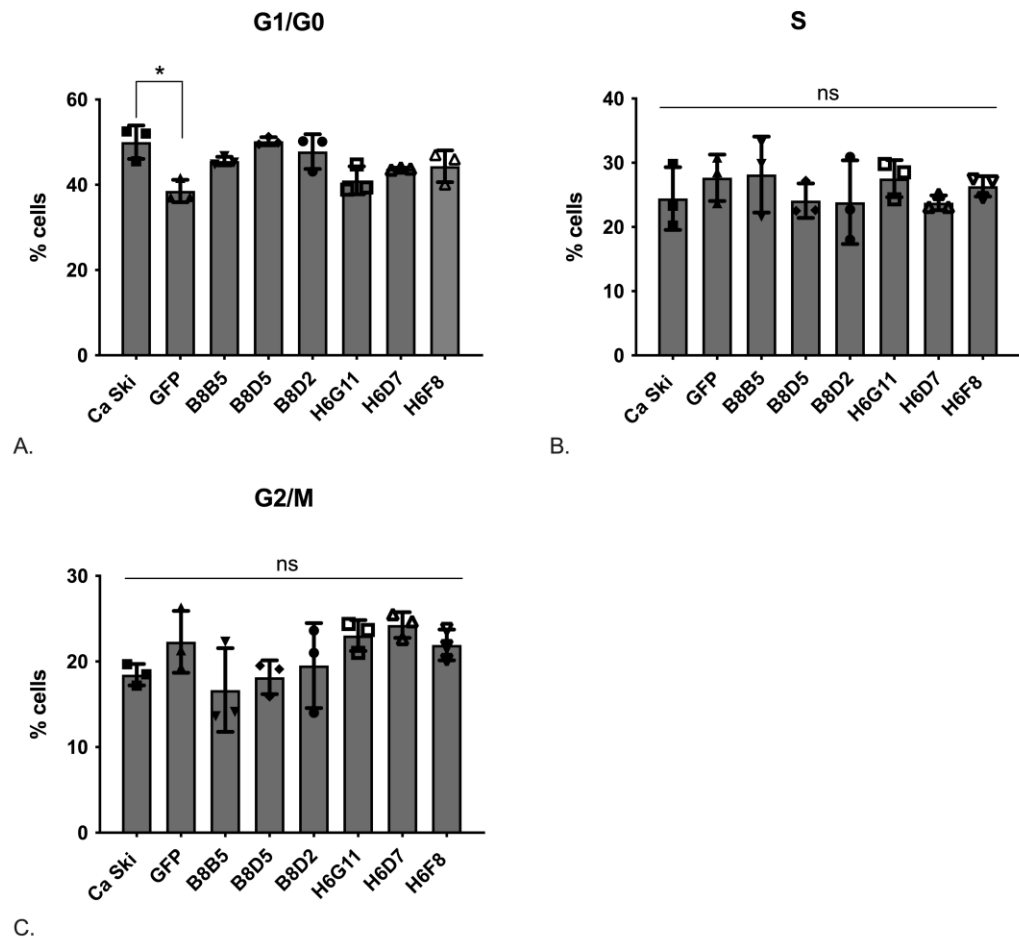 G1/G0
*
60
40
20
0
% cells
Ca Ski
GFP
B8B5
B8D5
B8D2
H6G11
H6D7
H6F8
A.
S
ns
40
30
20
10
0
% cells
Ca Ski
GFP
B8B5
B8D5
B8D2
H6G11
H6D7
H6F8
B.
G2/M
ns
30
20
10
0
% cells
Ca Ski
GFP
B8B5
B8D5
B8D2
H6G11
H6D7
H6F8
C.